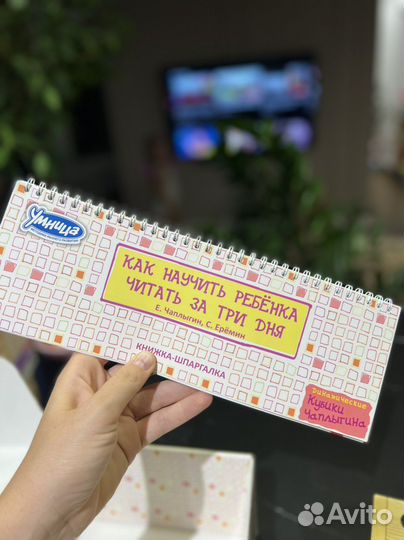 Умница
КАК НАУЧИТЬ РЕБЁНКА
ЧИТАТЬ ЗА ТРИ ДНЯ
Е. Чаплыгин, С. Ерёмин
КНИЖКА-ШПАРГАЛКА
Динамические
Кубики
Чаплыгина
Avito